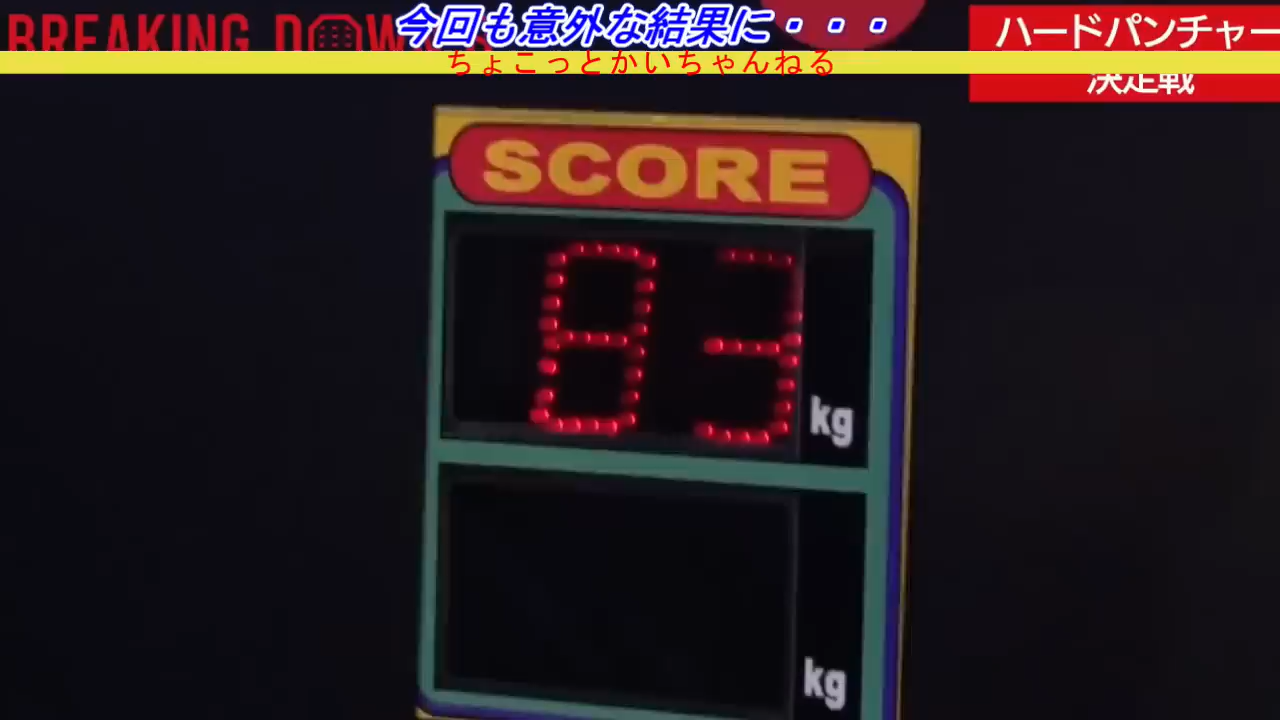 BREAKING DOWN
今回も意外な結果に・・・
ハードパンチャー
ちょこっとかいちゃんねる
決定戦
SCORE
83
kg
kg